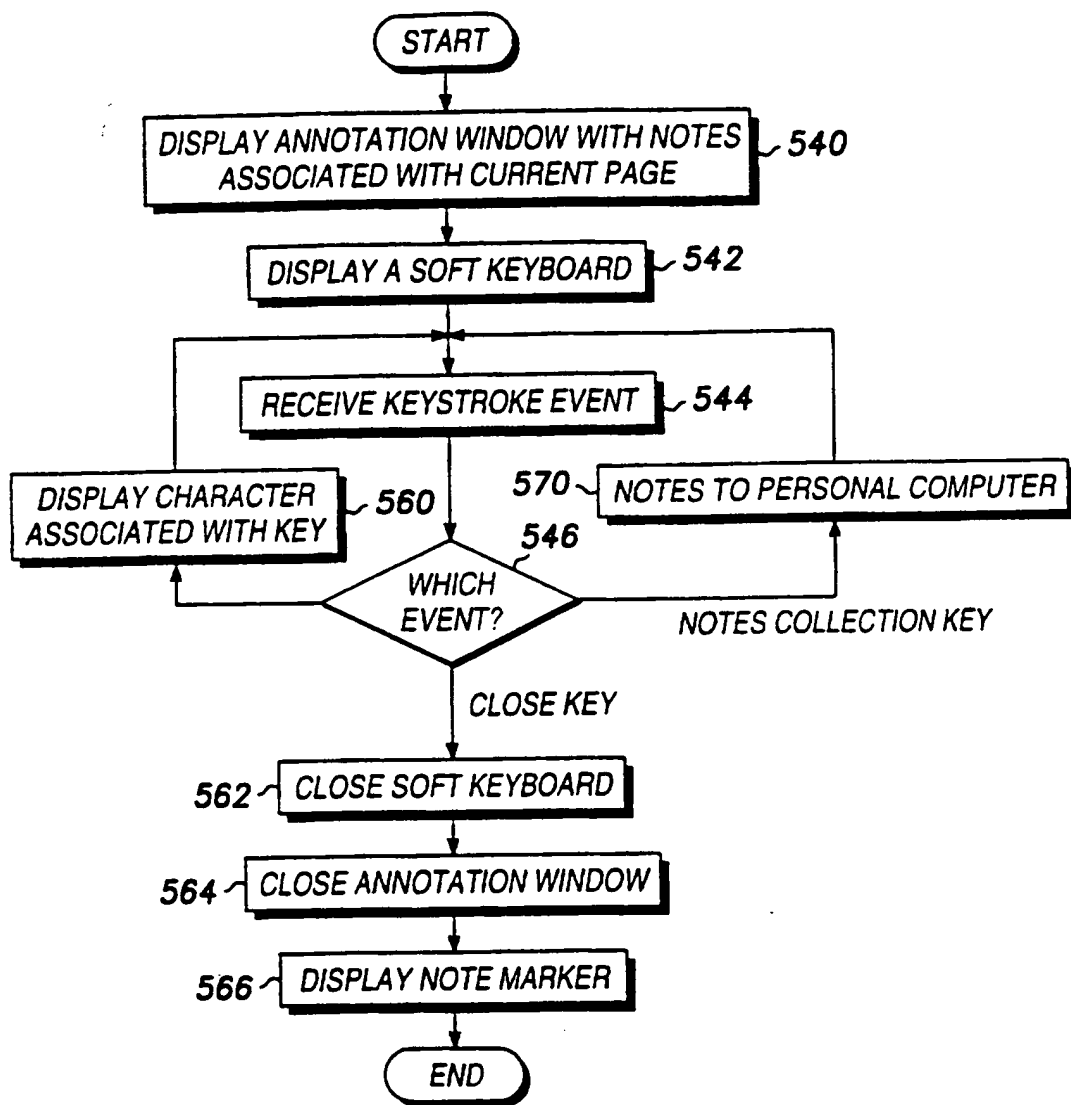 START
DISPLAY ANNOTATION WINDOW WITH NOTES
ASSOCIATED WITH CURRENT PAGE
540
DISPLAY A SOFT KEYBOARD
542
RECEIVE KEYSTROKE EVENT
544
DISPLAY CHARACTER
ASSOCIATED WITH KEY
560
570
NOTES TO PERSONAL COMPUTER
546
WHICH
EVENT?
NOTES COLLECTION KEY
CLOSE KEY
562
CLOSE SOFT KEYBOARD
564
CLOSE ANNOTATION WINDOW
566
DISPLAY NOTE MARKER
END